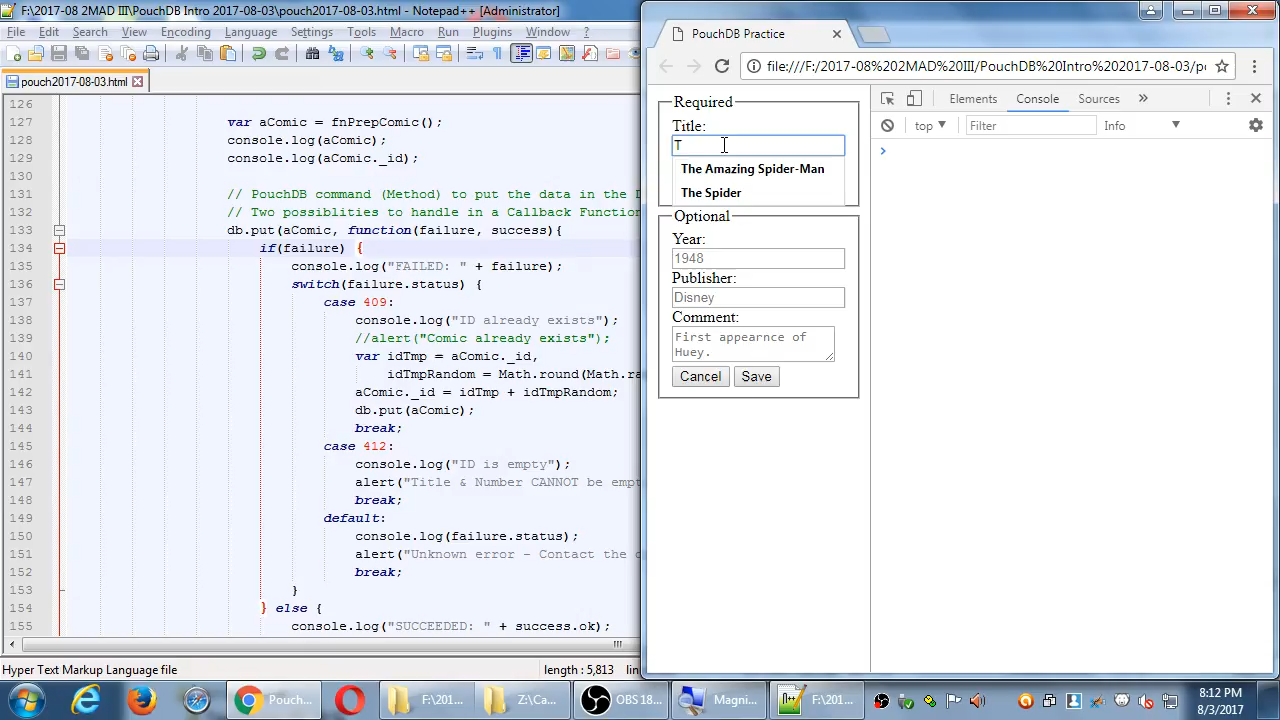 F:\2017-08 2MAD III\PouchDB Intro 2017-08-03\pouch2017-08-03.html - Notepad++ [Administrator]
File Edit Search View Encoding Language Settings Tools Macro Run Plugins Window ?
pouch2017-08-03.html
126
127 var aComic = fnPrepComic();
128 console.log(aComic);
129 console.log(aComic._id);
130
131 // PouchDB command (Method) to put the data in the D
132 // Two possiblities to handle in a Callback Function
133 db.put(aComic, function(failure, success){
134 if(failure) {
135 console.log("FAILED: " + failure);
136 switch(failure.status) {
137 case 409:
138 console.log("ID already exists");
139 //alert("Comic already exists");
140 var idTmp = aComic._id,
141 idTmpRandom = Math.round(Math.ra
142 aComic._id = idTmp + idTmpRandom;
143 db.put(aComic);
144 break;
145 case 412:
146 console.log("ID is empty");
147 alert("Title & Number CANNOT be empt
148 break;
149 default:
150 console.log(failure.status);
151 alert("Unknown error - Contact the d
152 break;
153 }
154 } else {
155 console.log("SUCCEEDED: " + success.ok);
Hyper Text Markup Language file length : 5,813 lin
PouchDB Practice
file:///F:/2017-08%202MAD%20III/PouchDB%20Intro%202017-08-03/po
Required
Title:
T
The Amazing Spider-Man
The Spider
Optional
Year:
1948
Publisher:
Disney
Comment:
First appearnce of
Huey.
Cancel Save
Elements Console Sources
top Filter Info
Pouch... F:\201... Z:\Ca... OBS 18... Magni... F:\201...
8:12 PM
8/3/2017